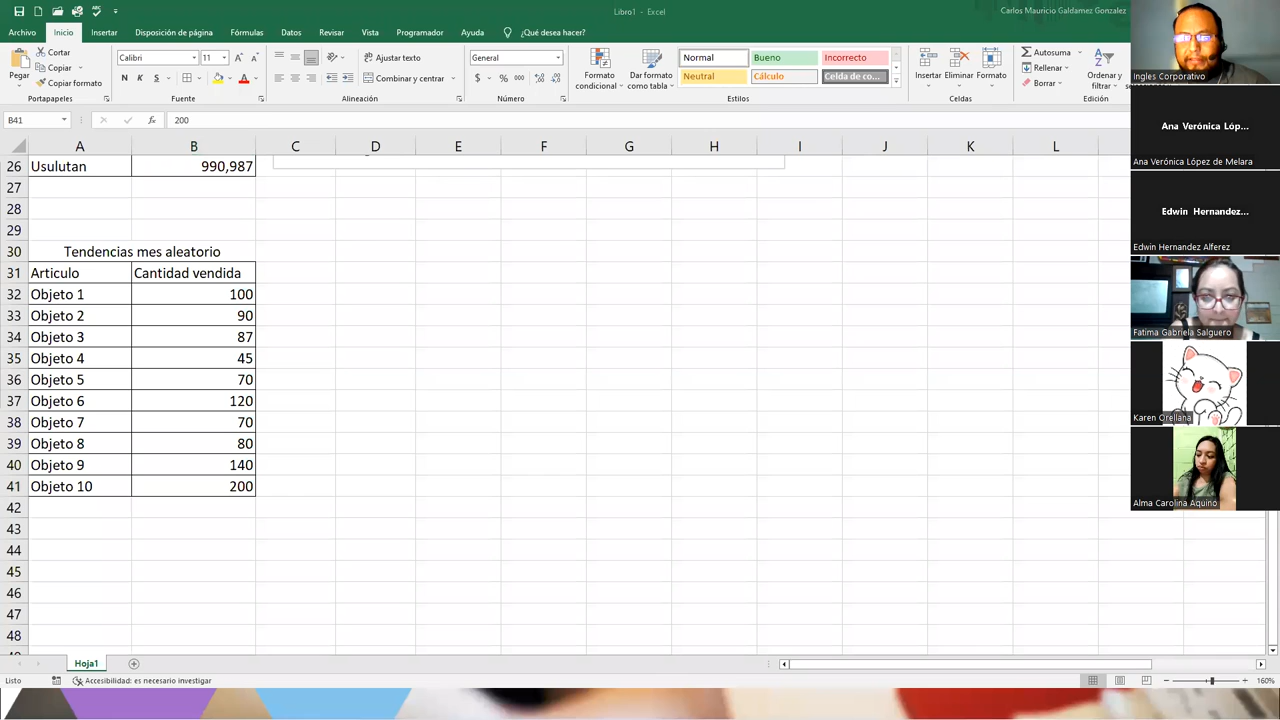 Libro1 - Excel
Carlos Mauricio Galdamez Gonzalez
Archivo Inicio Insertar Disposición de página Fórmulas Datos Revisar Vista Programador Ayuda ¿Qué desea hacer?
Pegar
Cortar
Copiar
Copiar formato
Portapapeles
Calibri 11
N K S
Fuente
Ajustar texto
Combinar y centrar
Alineación
General
$ % 000
Número
Formato condicional
Dar formato como tabla
Normal Bueno Incorrecto
Neutral Cálculo Celda de co...
Estilos
Insertar Eliminar Formato
Celdas
Autosuma
Rellenar
Borrar
Ordenar y filtrar
Edición
B41 fx 200
A B C D E F G H I J K L
26 Usulutan 990,987
27
28
29
30 Tendencias mes aleatorio
31 Articulo Cantidad vendida
32 Objeto 1 100
33 Objeto 2 90
34 Objeto 3 87
35 Objeto 4 45
36 Objeto 5 70
37 Objeto 6 120
38 Objeto 7 70
39 Objeto 8 80
40 Objeto 9 140
41 Objeto 10 200
42
43
44
45
46
47
48
Hoja1
Listo Accesibilidad: es necesario investigar 160%
Ingles Corporativo
Ana Verónica Lóp...
Ana Verónica López de Melara
Edwin Hernandez...
Edwin Hernandez Alferez
Fatima Gabriela Salguero
Karen Orellana
Alma Carolina Aquino